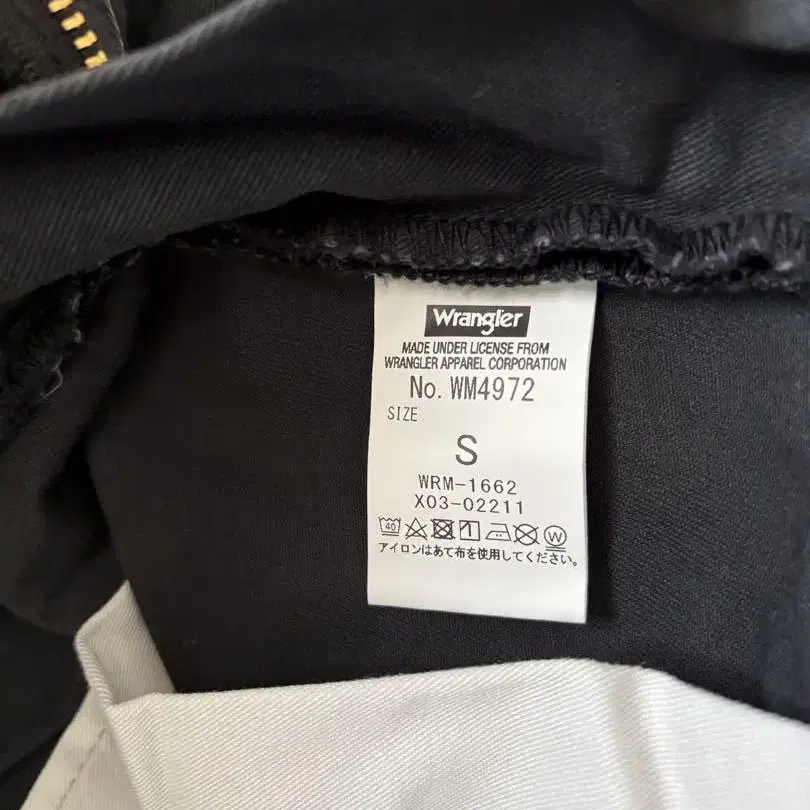 Wrangler
MADE UNDER LICENSE FROM
WRANGLER APPAREL CORPORATION
No. WM4972
SIZE
S
WRM-1662
X03-02211
40 W
アイロンはあて布を使用してください。